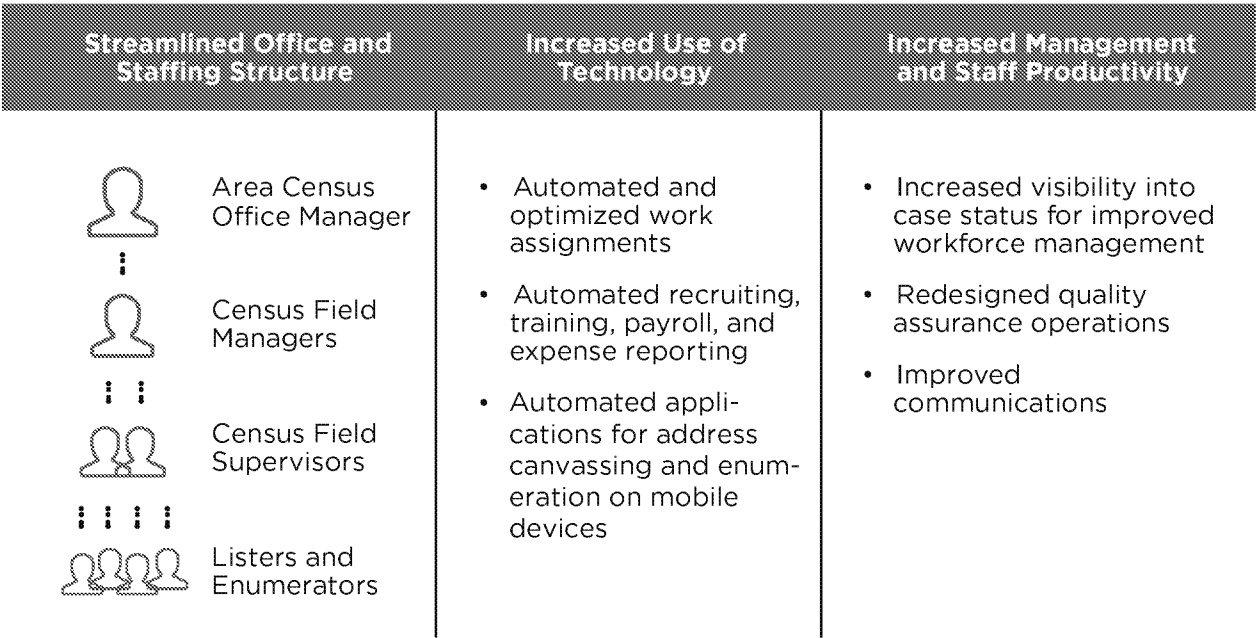 Streamlined Office and
Staffing Structure
Increased Use of
Technology
Increased Management
and Staff Productivity
Area Census
Office Manager
Census Field
Managers
Census Field
Supervisors
Listers and
Enumerators
• Automated and
optimized work
assignments
• Automated recruiting,
training, payroll, and
expense reporting
• Automated appli-
cations for address
canvassing and enum-
eration on mobile
devices
• Increased visibility into
case status for improved
workforce management
• Redesigned quality
assurance operations
• Improved
communications